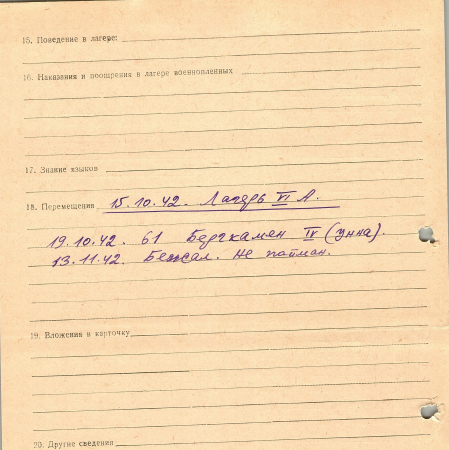 15. Поведение в лагере:
16. Наказания и поощрения в лагере военнопленных
17. Знание языков
18. Перемещения 15.10.42. Лагерь VI A.
19.10.42. 61 Бергкамен IV (Унна).
13.11.42. Бежал. Не пойман.
19. Вложения в карточку
20. Другие сведения